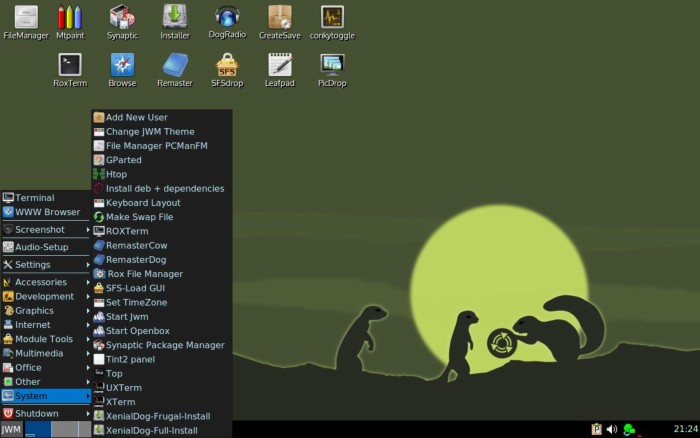 FileManager Mtpaint Synaptic Installer DogRadio CreateSave conkytoggle
RoxTerm Browse Remaster SFSdrop Leafpad PicDrop
SFS
Add New User
Change JWM Theme
File Manager PCManFM
GParted
Htop
Install deb + dependencies
Keyboard Layout
Make Swap File
ROXTerm
RemasterCow
RemasterDog
Rox File Manager
SFS-Load GUI
Set TimeZone
Start Jwm
Start Openbox
Synaptic Package Manager
Tint2 panel
Top
UXTerm
XTerm
XenialDog-Frugal-Install
XenialDog-Full-Install
Terminal
WWW Browser
Screenshot
Audio-Setup
Settings
Accessories
Development
Graphics
Internet
Module Tools
Multimedia
Office
Other
System
Shutdown
JWM
21:24